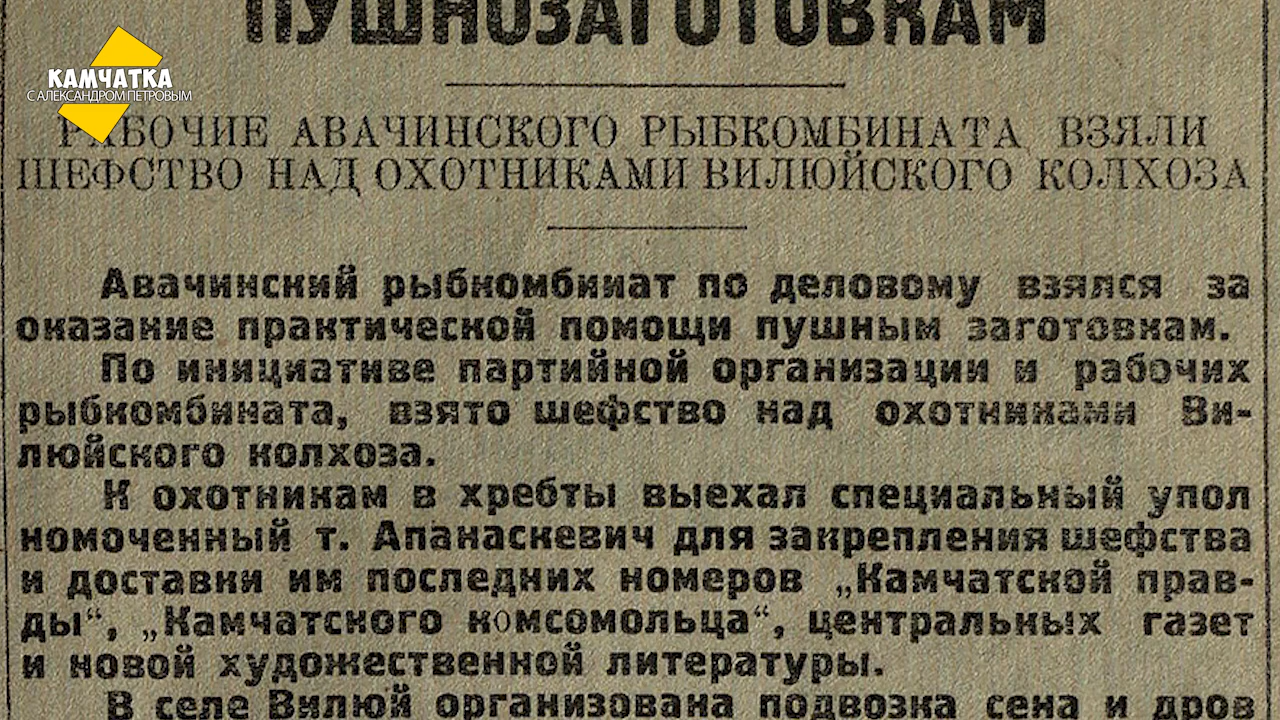 ПУШНОЗАГОТОВКАМ
КАМЧАТКА
С АЛЕКСАНДРОМ ПЕТРОВЫМ
РАБОЧИЕ АВАЧИНСКОГО РЫБКОМБИНАТА ВЗЯЛИ
ШЕФСТВО НАД ОХОТНИКАМИ ВИЛЮЙСКОГО КОЛХОЗА
Авачинский рыбкомбинат по деловому взялся за
оказание практической помощи пушным заготовкам.
По инициативе партийной организации и рабочих
рыбкомбината, взято шефство над охотниками Ви-
люйского колхоза.
К охотникам в хребты выехал специальный упол
номоченный т. Апанаскевич для закрепления шефства
и доставки им последних номеров „Камчатской прав-
ды“, „Камчатского комсомольца“, центральных газет
и новой художественной литературы.
В селе Вилюй организована подвозка сена и дров